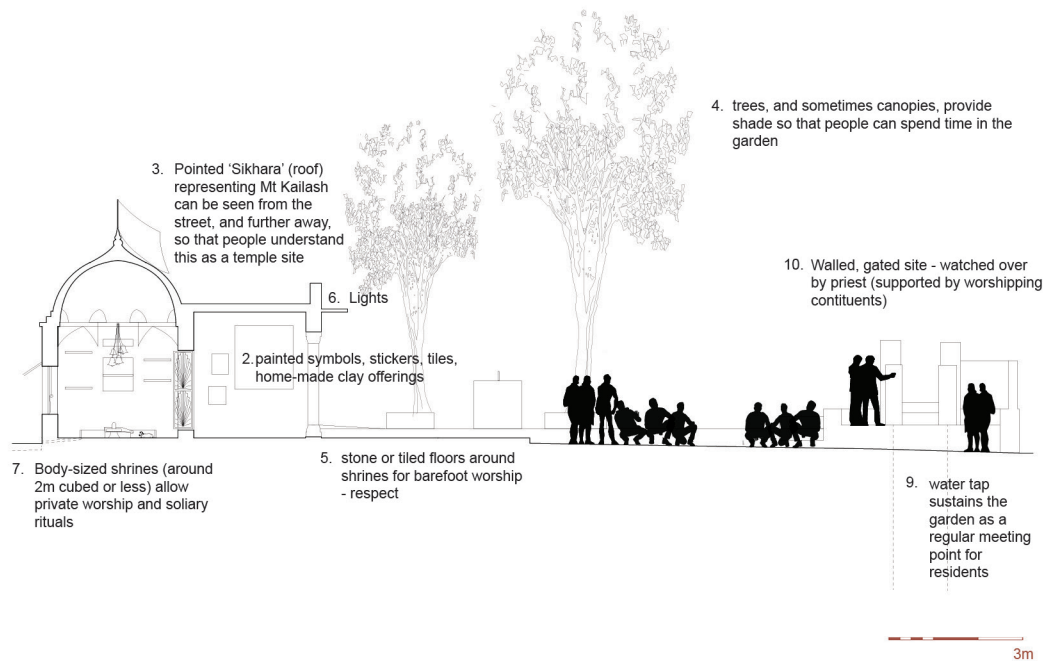 4. trees, and sometimes canopies, provide
shade so that people can spend time in the
garden
3. Pointed 'Sikhara' (roof)
representing Mt Kailash
can be seen from the
street, and further away,
so that people understand
this as a temple site
10. Walled, gated site - watched over
by priest (supported by worshipping
contituents)
6. Lights
2. painted symbols, stickers, tiles,
home-made clay offerings
7. Body-sized shrines (around
2m cubed or less) allow
private worship and soliary
rituals
5. stone or tiled floors around
shrines for barefoot worship
- respect
9. water tap
sustains the
garden as a
regular meeting
point for
residents
3m